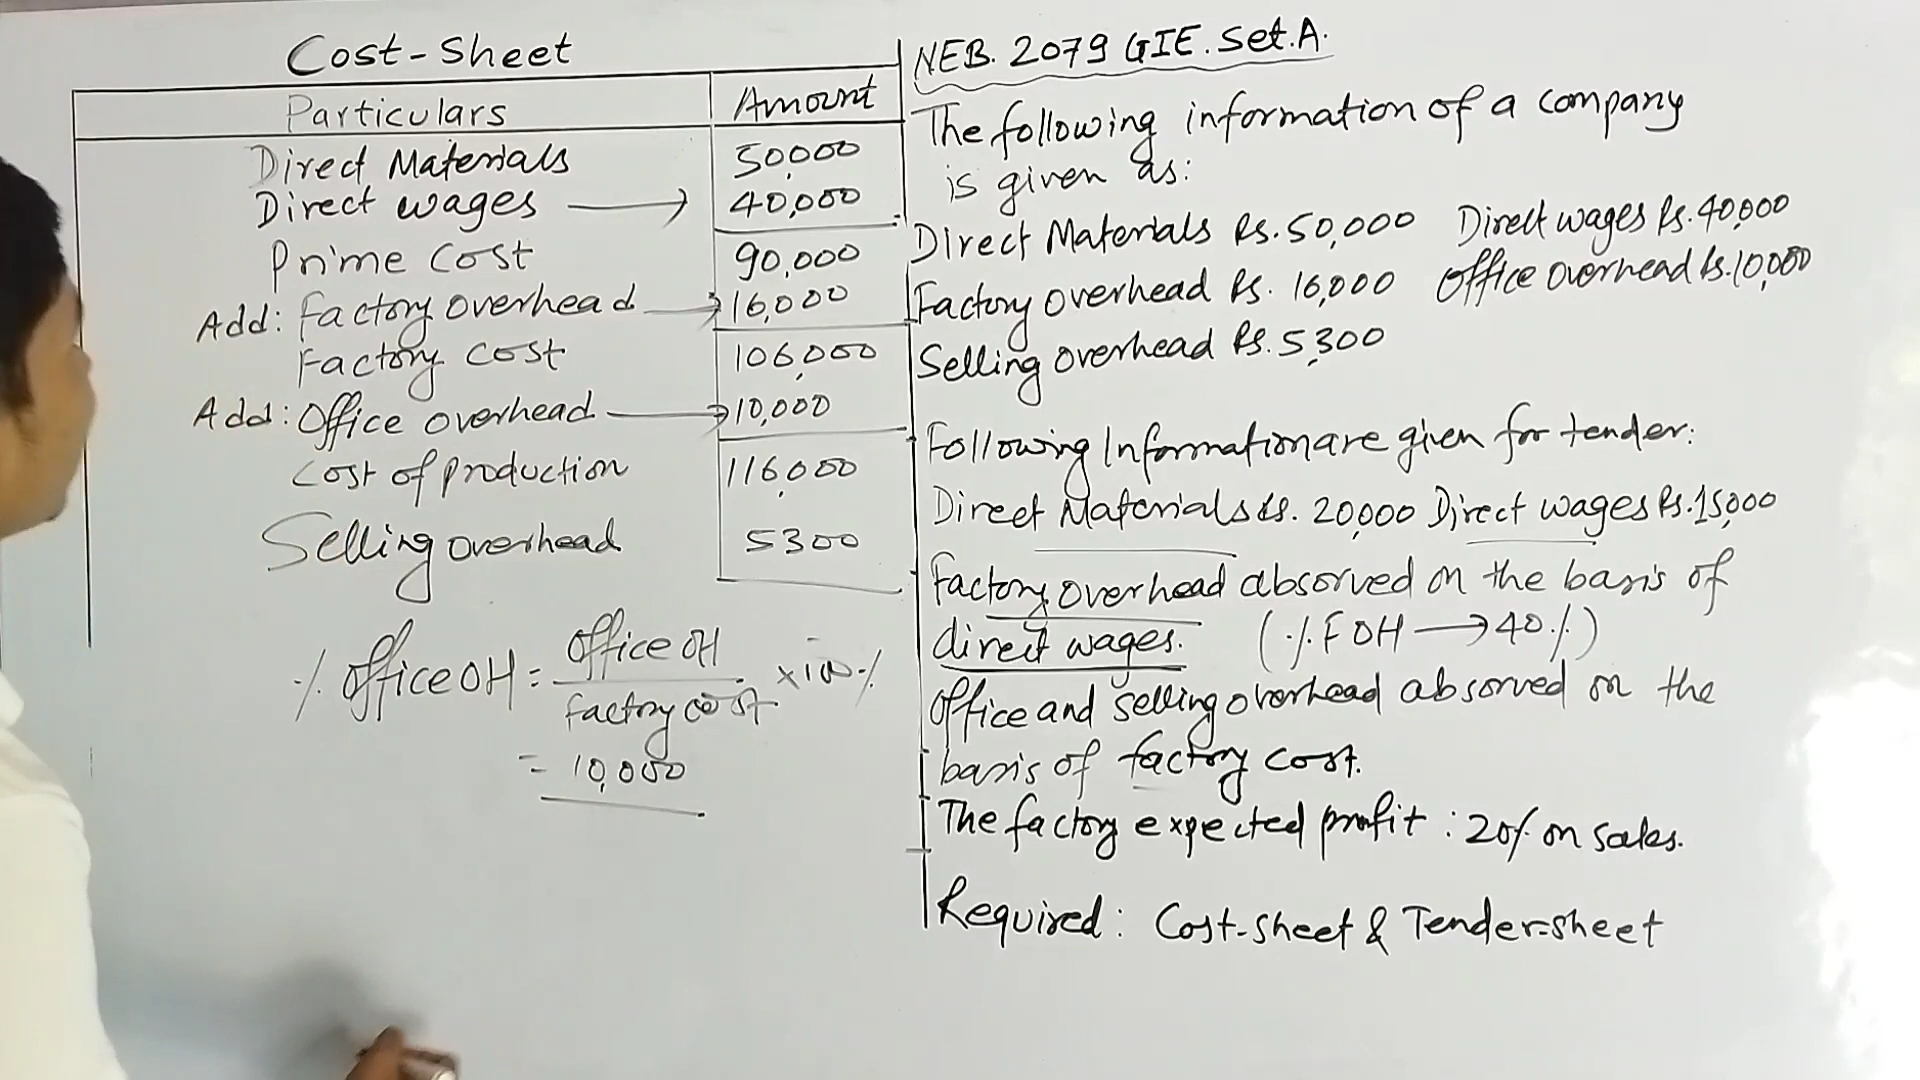 Cost-Sheet
Particulars Amount
Direct Materials 50,000
Direct wages → 40,000
Prime Cost 90,000
Add: Factory overhead → 16,000
Factory Cost 106,000
Add: Office overhead → 10,000
Cost of production 116,000
Selling overhead 5300
% Office OH = Office OH / factory cost × 100%
= 10,000
NEB. 2079 GIE. Set.A.
The following information of a company
is given as:
Direct Materials Rs. 50,000 Direct wages Rs. 40,000
Factory overhead Rs. 16,000 Office overhead Rs. 10,000
Selling overhead Rs. 5,300
Following Information are given for tender:
Direct Materials Rs. 20,000 Direct wages Rs. 15,000
Factory overhead absorved on the basis of
direct wages. (% FOH → 40%)
Office and selling overhead absorved on the
basis of factory cost.
The factory expected profit : 20% on sales.
Required: Cost-sheet & Tender-sheet